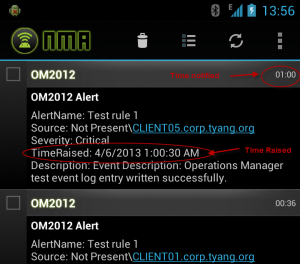 13:56
NMA
OM2012
01:00
OM2012 Alert
AlertName: Test rule 1
Source: Not Present\CLIENT05.corp.tyang.org
Severity: Critical
TimeRaised: 4/6/2013 1:00:30 AM
Time Raised
Description: Event Description: Operations Manager
test event log entry written successfully.
OM2012
00:36
OM2012 Alert
AlertName: Test rule 1
Source: Not Present\CLIENT01.corp.tyang.org